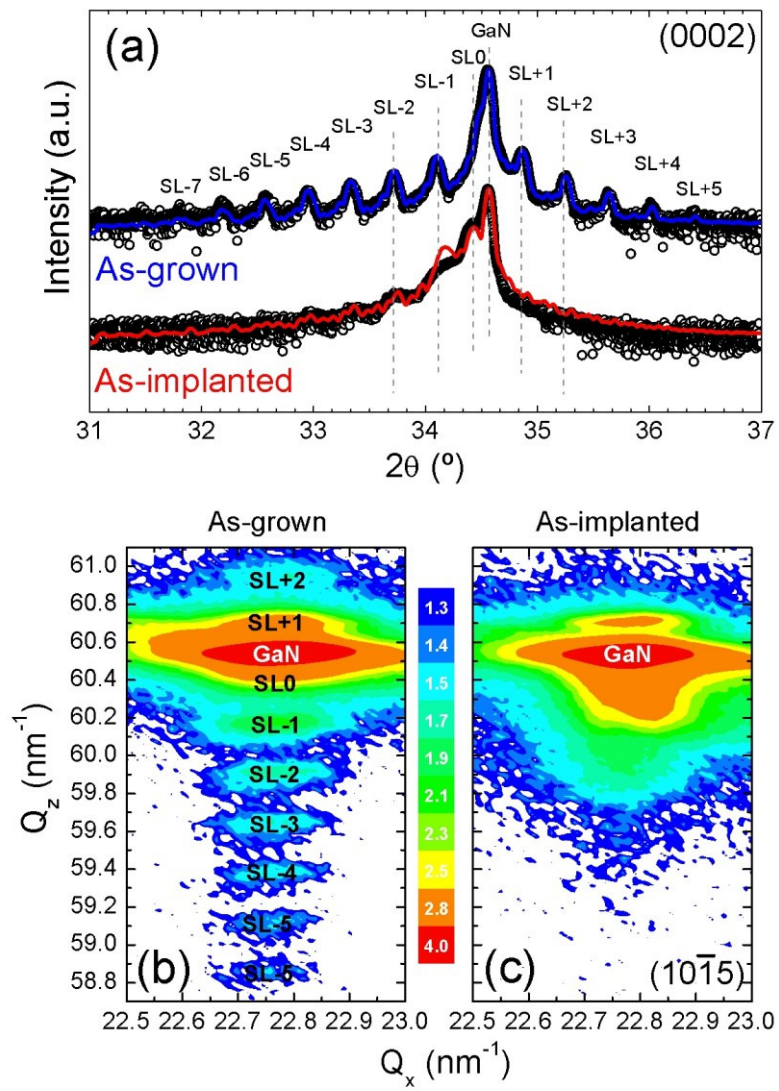 (a)
(0002)
GaN
SL0
SL-1
SL+1
SL-2
SL+2
SL-3
SL+3
SL-4
SL+4
SL-5
SL+5
SL-6
SL-7
Intensity (a.u.)
As-grown
As-implanted
31 32 33 34 35 36 37
2θ (º)
As-grown
As-implanted
Q_z (nm⁻¹)
61.0
60.8
60.6
60.4
60.2
60.0
59.8
59.6
59.4
59.2
59.0
58.8
SL+2
SL+1
GaN
SL0
SL-1
SL-2
SL-3
SL-4
SL-5
SL-5
(b)
1.3
1.4
1.5
1.7
1.9
2.1
2.3
2.5
2.8
4.0
GaN
(c)
(101̅5)
22.5 22.6 22.7 22.8 22.9 23.0
22.5 22.6 22.7 22.8 22.9 23.0
Q_x (nm⁻¹)